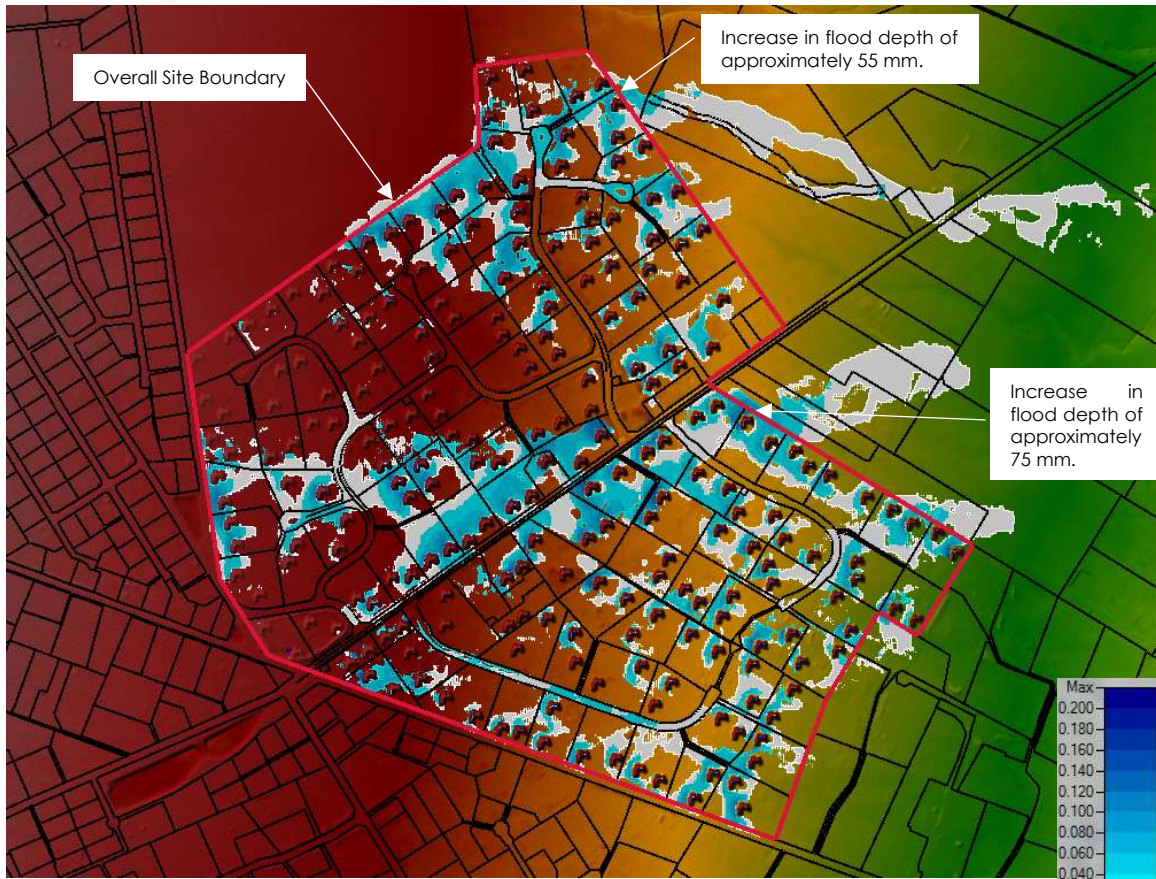 Increase in flood depth of
approximately 55 mm.
Overall Site Boundary
Increase in
flood depth of
approximately
75 mm.
Max
0.200
0.180
0.160
0.140
0.120
0.100
0.080
0.060
0.040